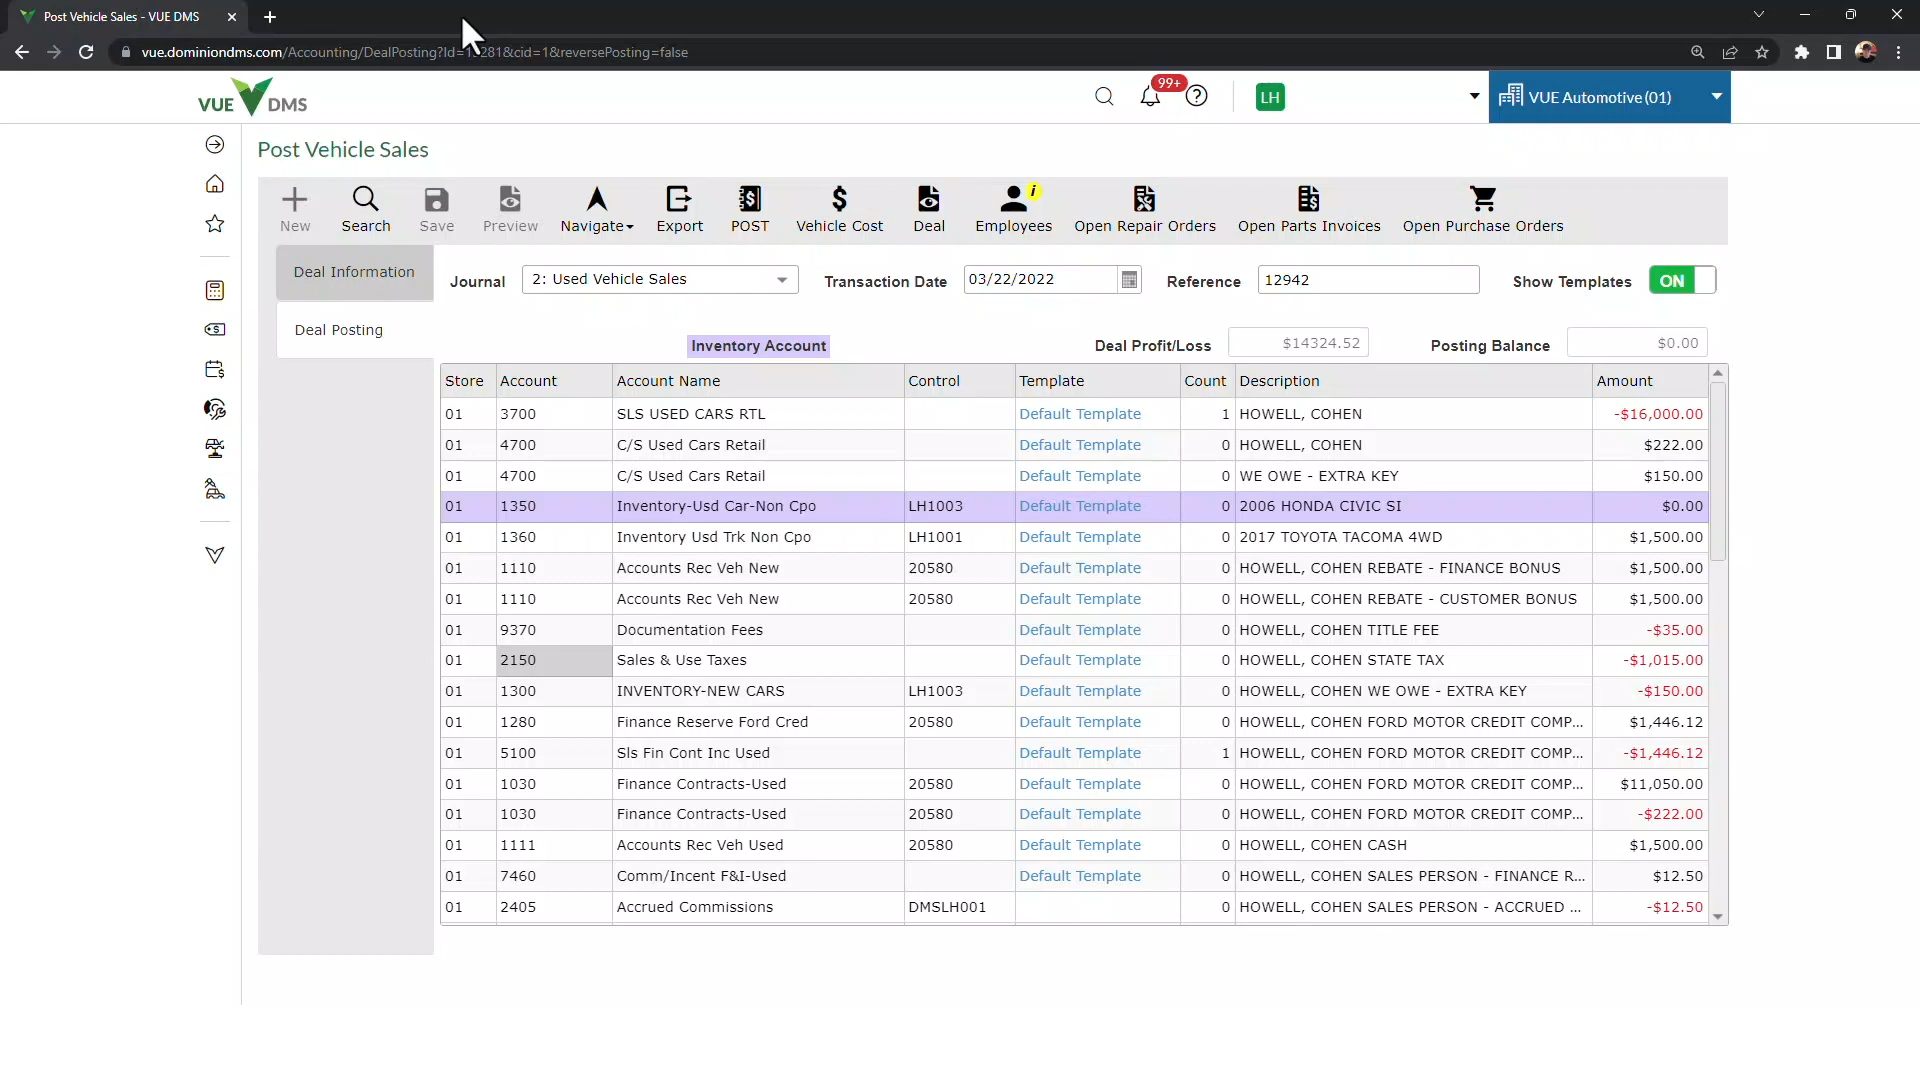 Post Vehicle Sales - VUE DMS
vue.dominiondms.com/Accounting/DealPosting?Id=1 281&cid=1&reversePosting=false
VUE DMS
99+
LH
VUE Automotive (01)
Post Vehicle Sales
New Search Save Preview Navigate Export POST Vehicle Cost Deal Employees Open Repair Orders Open Parts Invoices Open Purchase Orders
Deal Information
Deal Posting
Journal 2: Used Vehicle Sales Transaction Date 03/22/2022 Reference 12942 Show Templates ON
Inventory Account Deal Profit/Loss $14324.52 Posting Balance $0.00
Store Account Account Name Control Template Count Description Amount
01 3700 SLS USED CARS RTL Default Template 1 HOWELL, COHEN -$16,000.00
01 4700 C/S Used Cars Retail Default Template 0 HOWELL, COHEN $222.00
01 4700 C/S Used Cars Retail Default Template 0 WE OWE - EXTRA KEY $150.00
01 1350 Inventory-Usd Car-Non Cpo LH1003 Default Template 0 2006 HONDA CIVIC SI $0.00
01 1360 Inventory Usd Trk Non Cpo LH1001 Default Template 0 2017 TOYOTA TACOMA 4WD $1,500.00
01 1110 Accounts Rec Veh New 20580 Default Template 0 HOWELL, COHEN REBATE - FINANCE BONUS $1,500.00
01 1110 Accounts Rec Veh New 20580 Default Template 0 HOWELL, COHEN REBATE - CUSTOMER BONUS $1,500.00
01 9370 Documentation Fees Default Template 0 HOWELL, COHEN TITLE FEE -$35.00
01 2150 Sales & Use Taxes Default Template 0 HOWELL, COHEN STATE TAX -$1,015.00
01 1300 INVENTORY-NEW CARS LH1003 Default Template 0 HOWELL, COHEN WE OWE - EXTRA KEY -$150.00
01 1280 Finance Reserve Ford Cred 20580 Default Template 0 HOWELL, COHEN FORD MOTOR CREDIT COMP... $1,446.12
01 5100 Sls Fin Cont Inc Used Default Template 1 HOWELL, COHEN FORD MOTOR CREDIT COMP... -$1,446.12
01 1030 Finance Contracts-Used 20580 Default Template 0 HOWELL, COHEN FORD MOTOR CREDIT COMP... $11,050.00
01 1030 Finance Contracts-Used 20580 Default Template 0 HOWELL, COHEN FORD MOTOR CREDIT COMP... -$222.00
01 1111 Accounts Rec Veh Used 20580 Default Template 0 HOWELL, COHEN CASH $1,500.00
01 7460 Comm/Incent F&I-Used Default Template 0 HOWELL, COHEN SALES PERSON - FINANCE R... $12.50
01 2405 Accrued Commissions DMSLH001 0 HOWELL, COHEN SALES PERSON - ACCRUED ... -$12.50